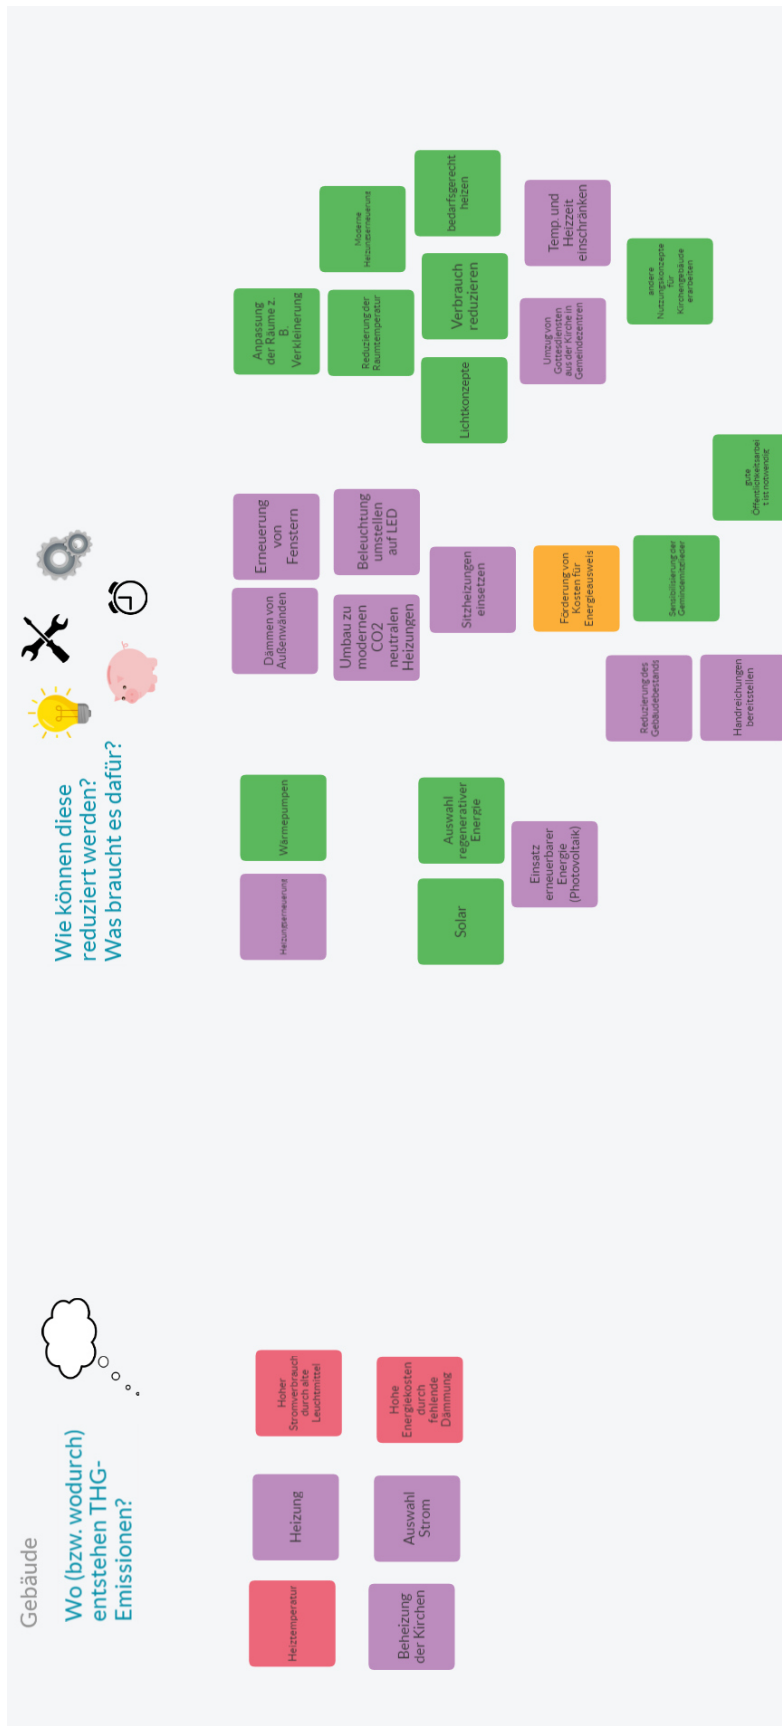 Gebäude
Wo (bzw. wodurch)
entstehen THG-
Emissionen?
Heiztemperatur
Heizung
Hoher
Stromverbrauch
durch alte
Leuchtmittel
Beheizung
der Kirchen
Auswahl
Strom
Hohe
Energiekosten
durch
fehlende
Dämmung
Wie können diese
reduziert werden?
Was braucht es dafür?
Heizungserneuerung
Wärmepumpen
Solar
Auswahl
regenerativer
Energie
Einsatz
erneuerbarer
Energie
(Photovoltaik)
Dämmen von
Außenwänden
Erneuerung
von
Fenstern
Umbau zu
modernen
CO2
neutralen
Heizungen
Beleuchtung
umstellen
auf LED
Sitzheizungen
einsetzen
Förderung von
Kosten für
Energieausweis
Reduzierung des
Gebäudebestands
Sensibilisierung der
Gemindemitglieder
Handreichungen
bereitstellen
gute
Öffentlichkeitsarbei
t ist notwendig
Anpassung
der Räume z.
B.
Verkleinerung
Reduzierung der
Raumtemperatur
Moderne
Heizungserneuerung
Lichtkonzepte
Verbrauch
reduzieren
bedarfsgerecht
heizen
Umzug von
Gottesdiensten
aus der Kirche in
Gemeindezentren
Temp. und
Heizzeit
einschränken
andere
Nutzungskonzepte
für
Kirchengebäude
erarbeiten